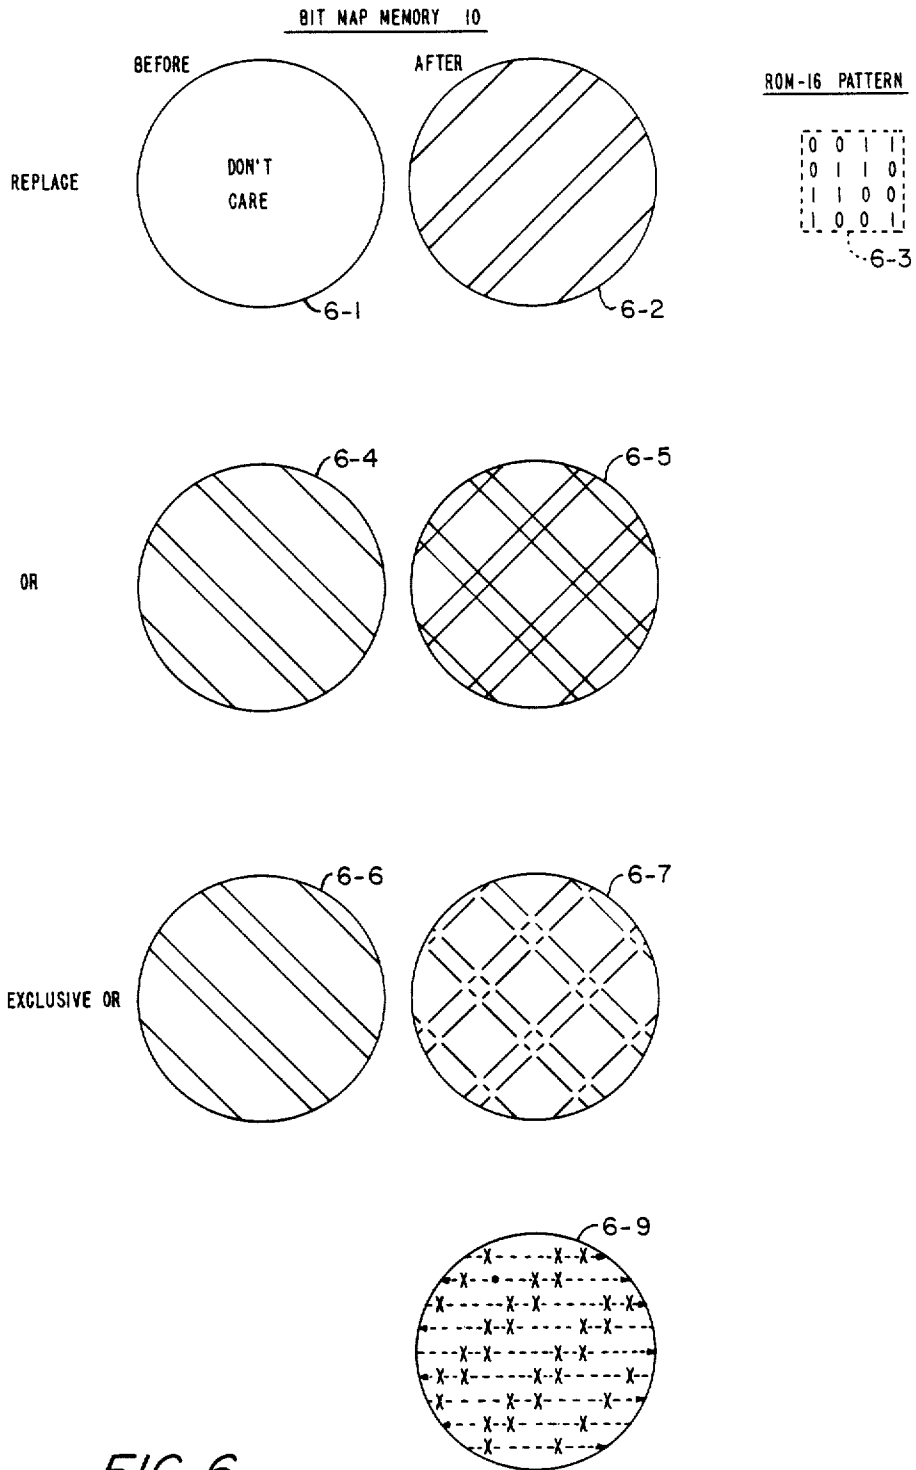 BIT MAP MEMORY 10
BEFORE
AFTER
ROM-16 PATTERN
REPLACE
DON'T
CARE
0 0 1 1
0 1 1 0
1 1 0 0
1 0 0 1
6-1
6-2
6-3
OR
6-4
6-5
EXCLUSIVE OR
6-6
6-7
6-9
FIG. 6